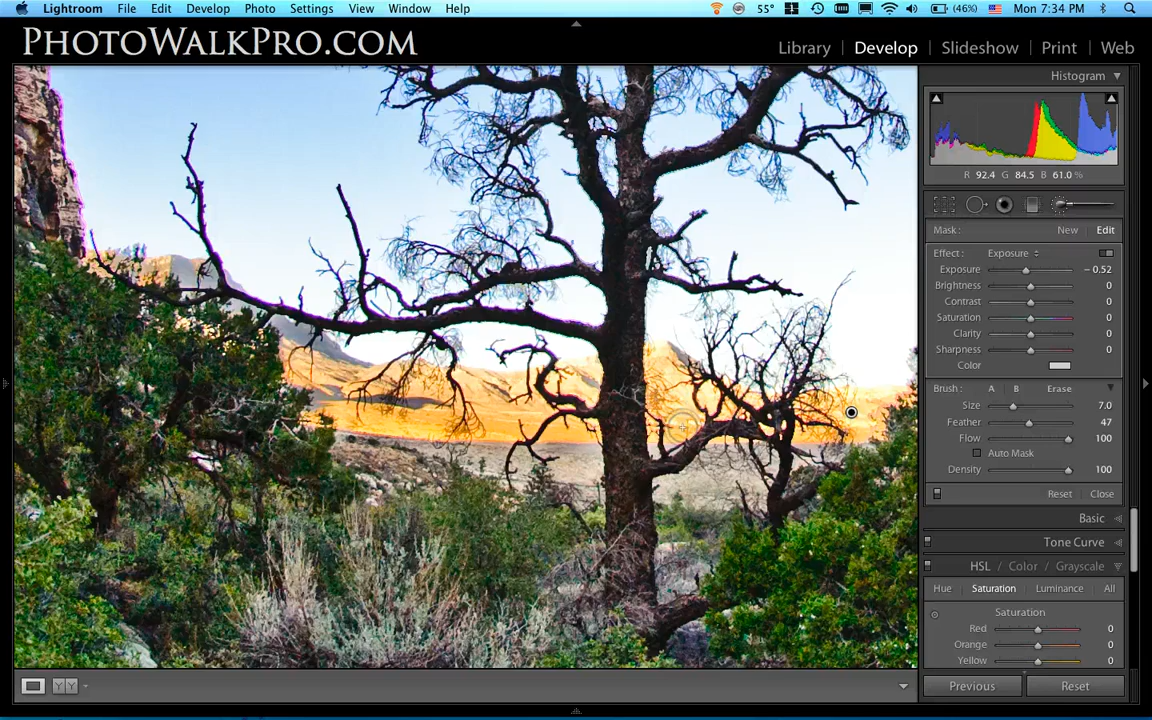 Lightroom File Edit Develop Photo Settings View Window Help 55° (46%) Mon 7:34 PM
PHOTOWALKPRO.COM
Library | Develop | Slideshow | Print | Web
Histogram
R 92.4 G 84.5 B 61.0 %
Mask: New Edit
Effect: Exposure
Exposure − 0.52
Brightness 0
Contrast 0
Saturation 0
Clarity 0
Sharpness 0
Color
Brush: A B Erase
Size 7.0
Feather 47
Flow 100
Auto Mask
Density 100
Reset Close
Basic
Tone Curve
HSL / Color / Grayscale
Hue Saturation Luminance All
Saturation
Red 0
Orange 0
Yellow 0
YY
Previous Reset